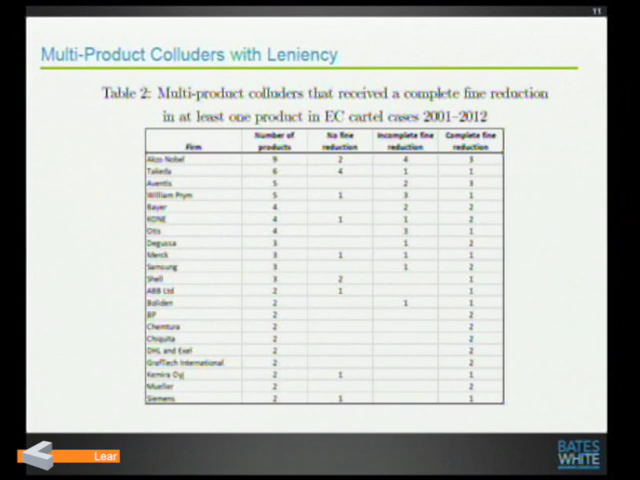 11
Multi-Product Colluders with Leniency
Table 2: Multi-product colluders that received a complete fine reduction
in at least one product in EC cartel cases 2001–2012
Firm Number of products No fine reduction Incomplete fine reduction Complete fine reduction
Akzo Nobel 9 2 4 3
Takeda 6 4 1 1
Aventis 5 2 3
William Prym 5 1 3 1
Bayer 4 2 2
KONE 4 1 1 2
Otis 4 3 1
Degussa 3 1 2
Merck 3 1 1 1
Samsung 3 1 2
Shell 3 2 1
ABB Ltd 2 1 1
Boliden 2 1 1
BP 2 2
Chemtura 2 2
Chiquita 2 2
DHL and Exel 2 2
GrafTech International 2 2
Kemira Oyj 2 1 1
Mueller 2 2
Siemens 2 1 1
Lear
BATES
WHITE